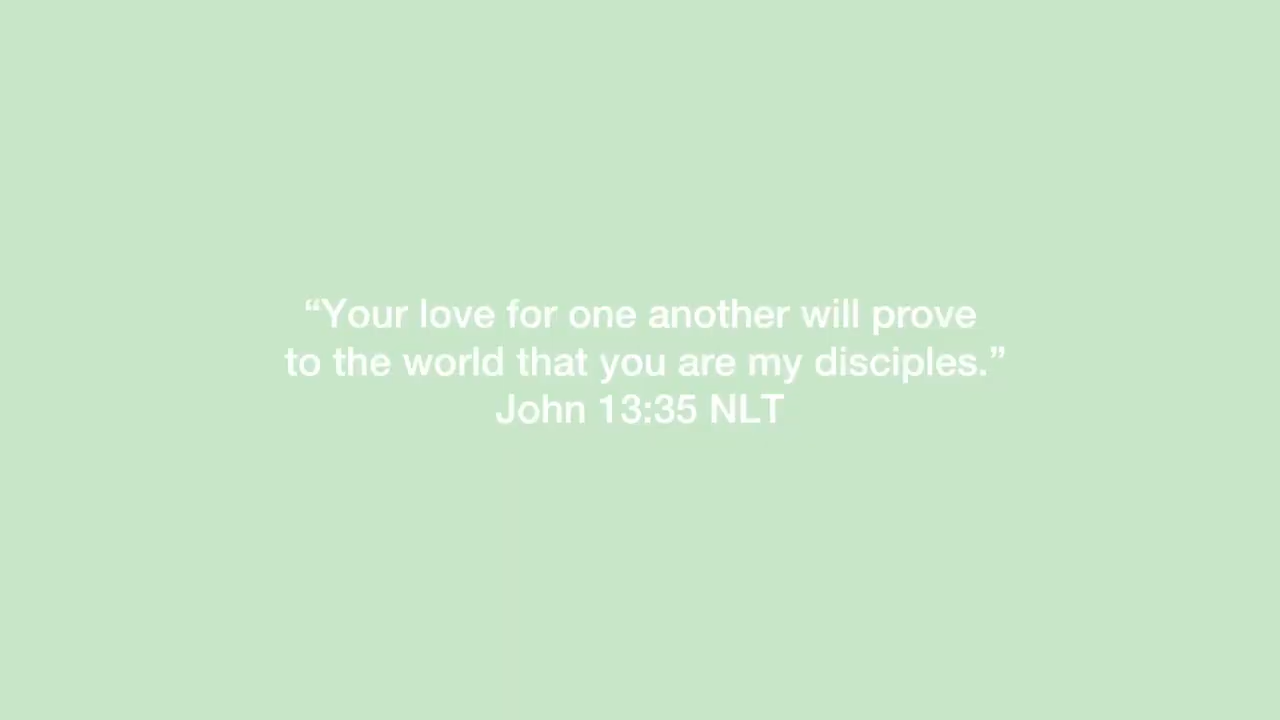 “Your love for one another will prove
to the world that you are my disciples.”
John 13:35 NLT